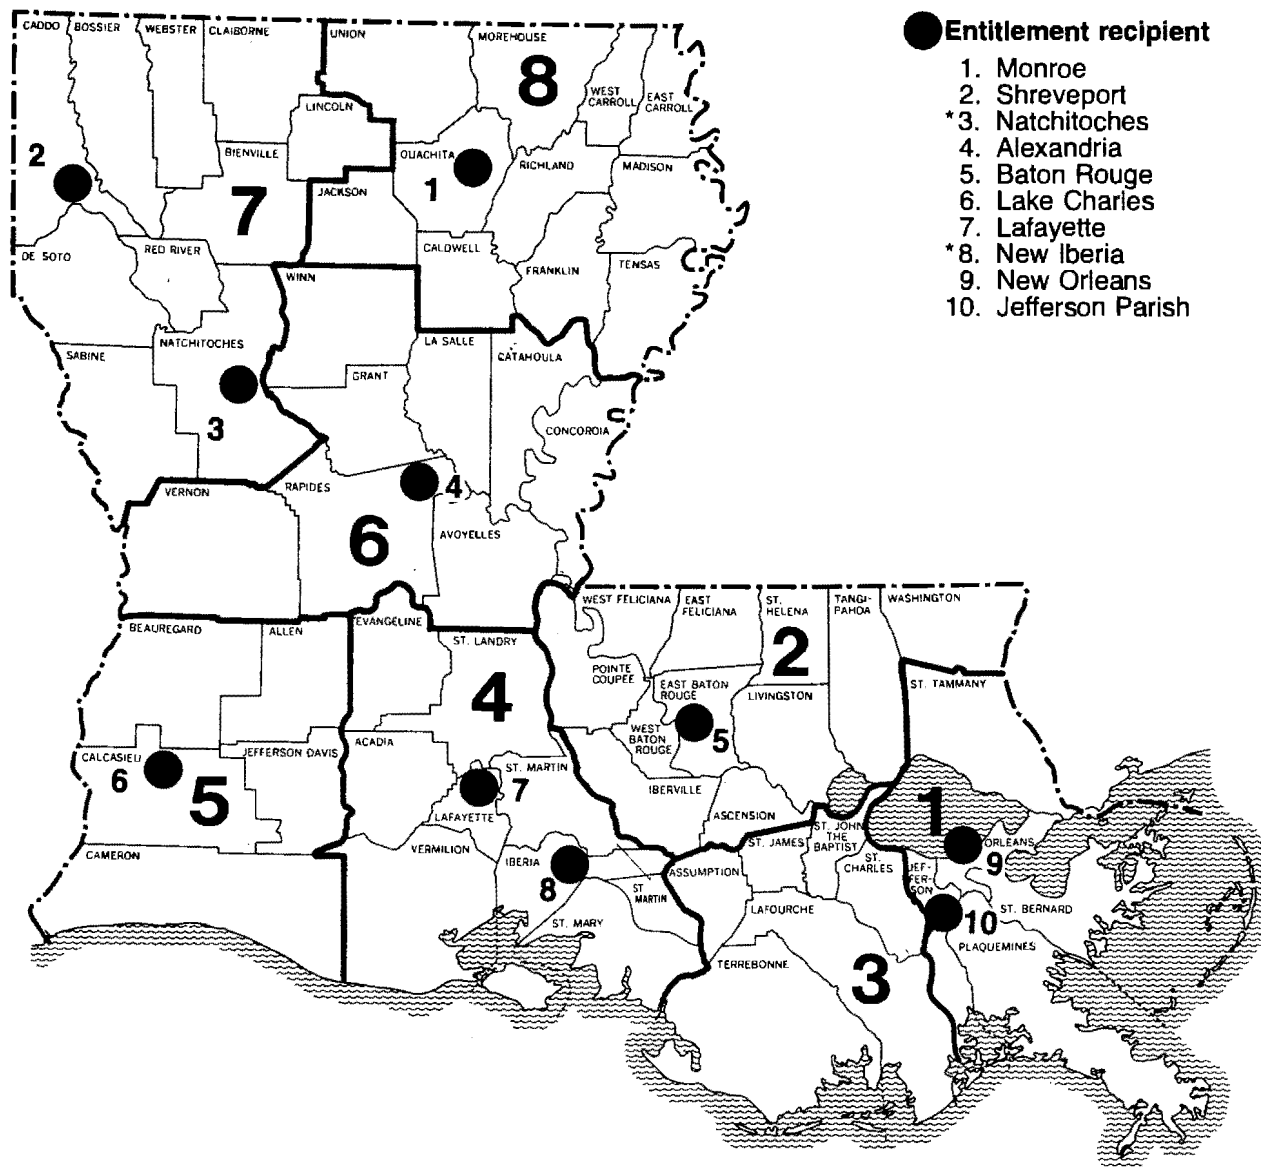 Entitlement recipient
1. Monroe
2. Shreveport
*3. Natchitoches
4. Alexandria
5. Baton Rouge
6. Lake Charles
7. Lafayette
*8. New Iberia
9. New Orleans
10. Jefferson Parish
CADDO
BOSSIER
WEBSTER
CLAIBORNE
UNION
MOREHOUSE
8
WEST
CARROLL
EAST
CARROLL
LINCOLN
2
BIENVILLE
OUACHITA
1
RICHLAND
MADISON
7
JACKSON
DE SOTO
RED RIVER
CALDWELL
FRANKLIN
TENSAS
WINN
SABINE
NATCHITOCHES
LA SALLE
CATAHOULA
GRANT
3
CONCORDIA
VERNON
RAPIDES
4
6
AVOYELLES
BEAUREGARD
ALLEN
EVANGELINE
ST. LANDRY
WEST FELICIANA
EAST
FELICIANA
ST.
HELENA
TANGI-
PAHOA
WASHINGTON
2
POINTE
COUPEE
EAST BATON
ROUGE
LIVINGSTON
ST. TAMMANY
4
WEST
BATON
ROUGE
5
CALCASIEU
6
5
JEFFERSON DAVIS
ACADIA
ST. MARTIN
7
LAFAYETTE
IBERVILLE
ASCENSION
1
CAMERON
VERMILION
IBERIA
8
ST
MARTIN
ST. MARY
ASSUMPTION
ST. JAMES
ST. JOHN
THE
BAPTIST
ST.
CHARLES
ORLEANS
9
JEF-
FER-
SON
10
ST. BERNARD
LAFOURCHE
PLAQUEMINES
TERREBONNE
3